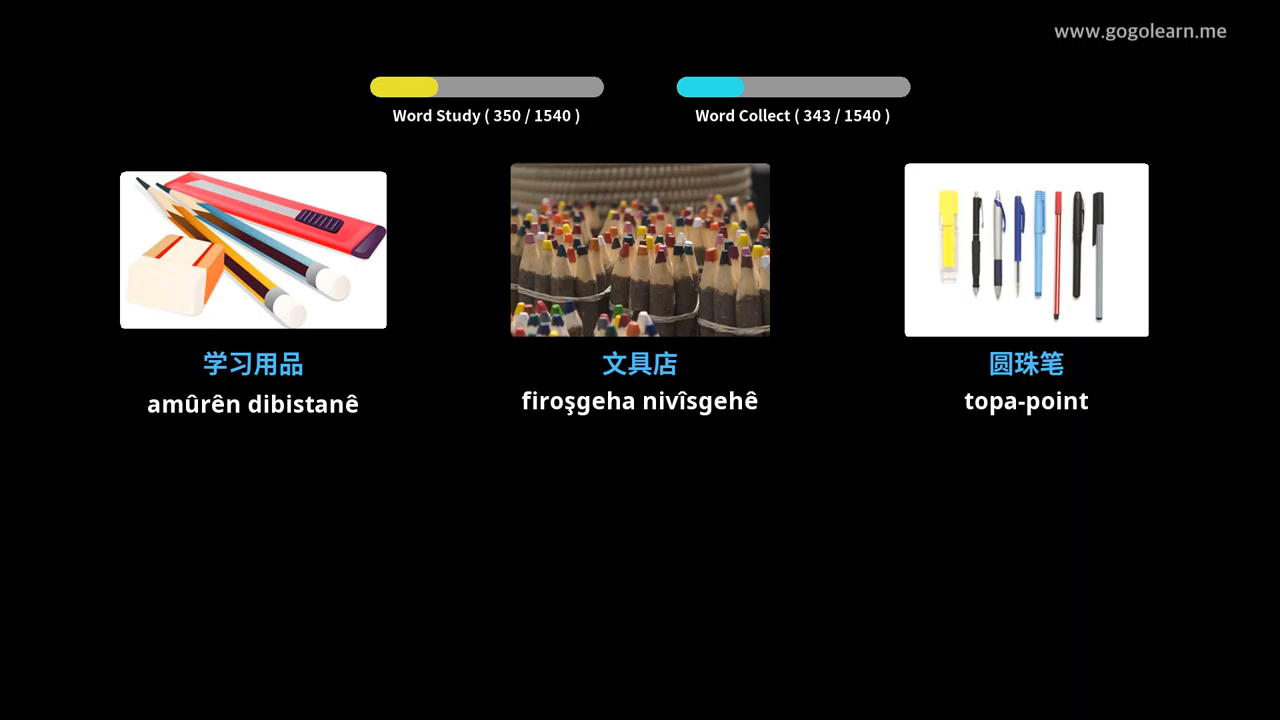 www.gogolearn.me
Word Study ( 350 / 1540 )
Word Collect ( 343 / 1540 )
学习用品
文具店
圆珠笔
amûrên dibistanê
firoşgeha nivîsgehê
topa-point